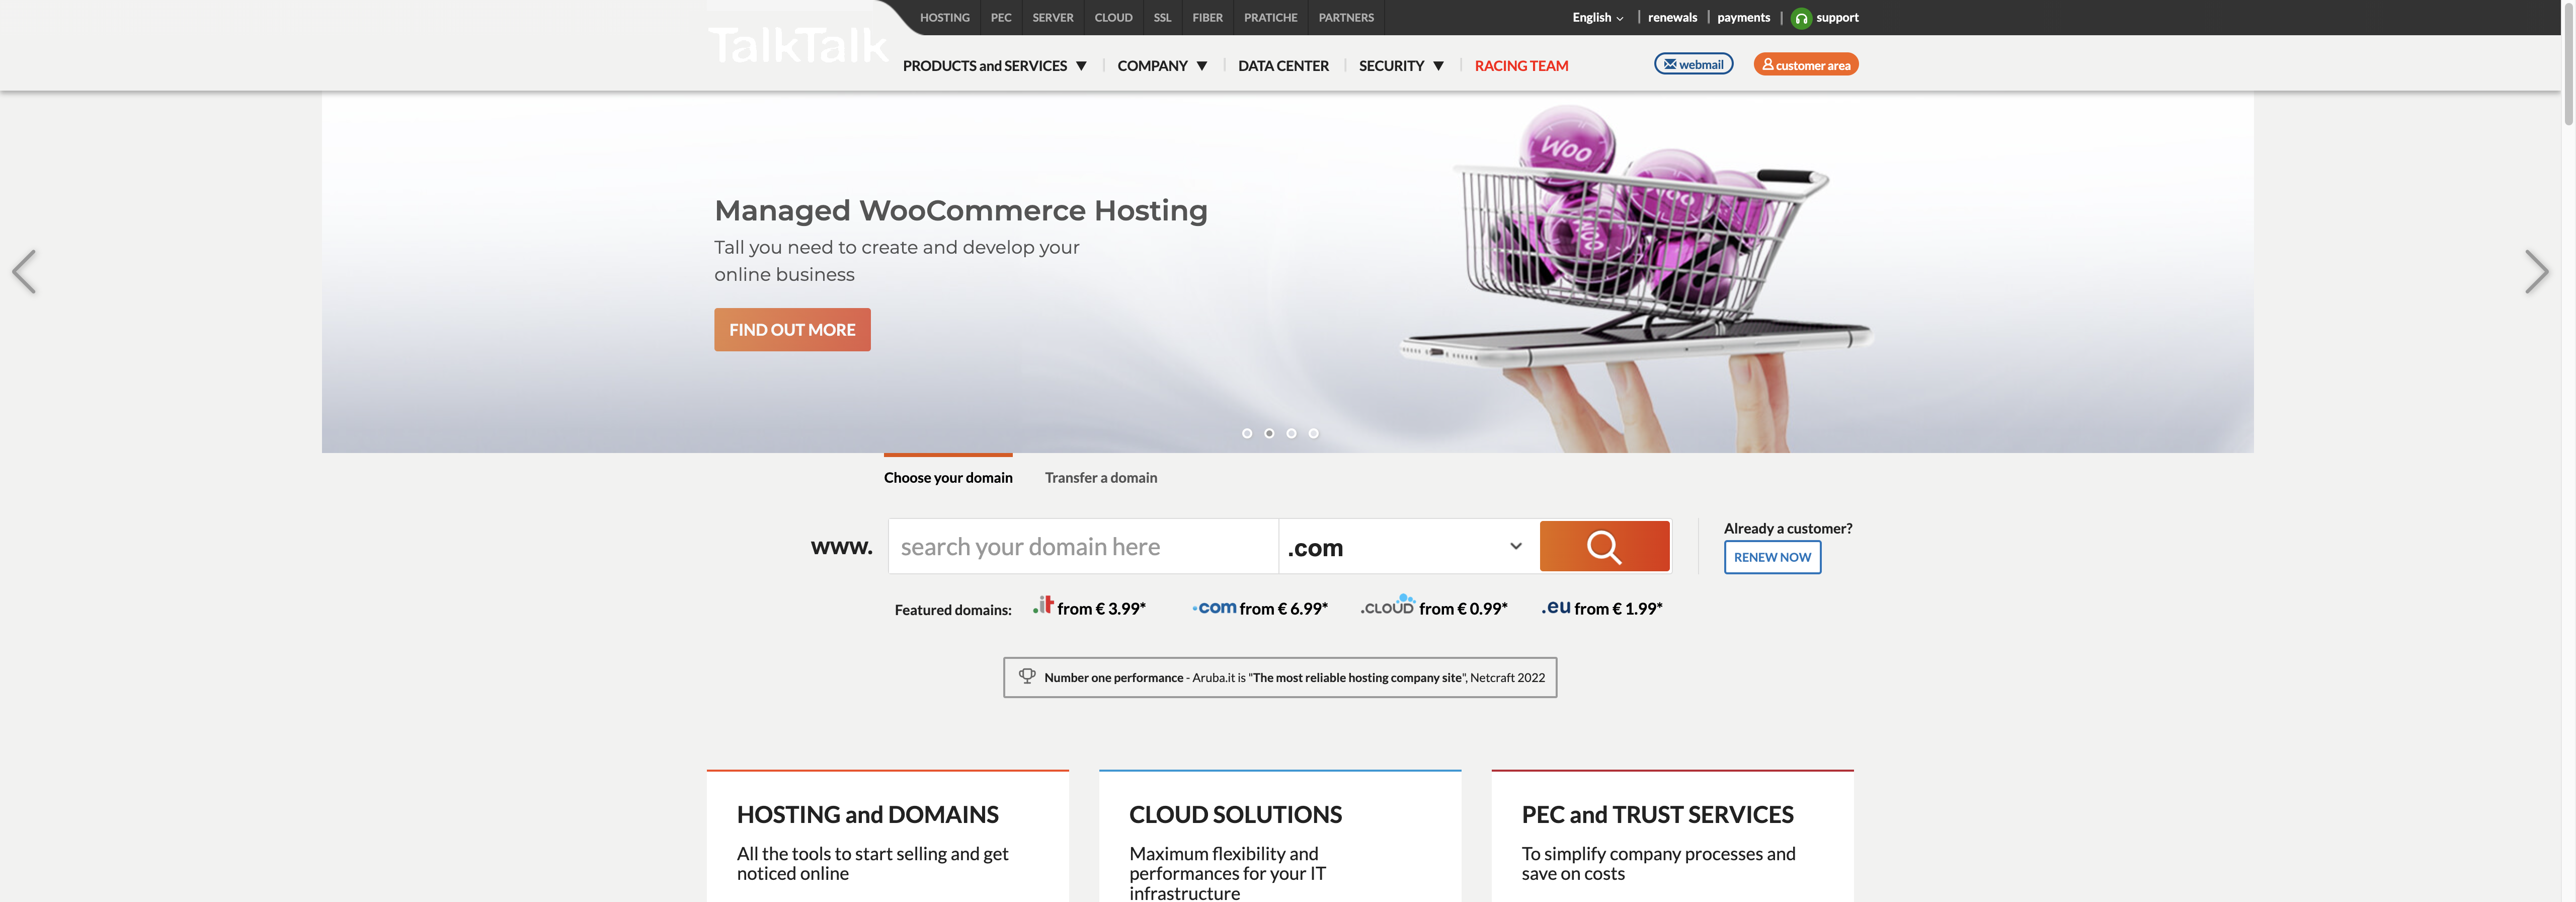 TalkTalk
HOSTING PEC SERVER CLOUD SSL FIBER PRATICHE PARTNERS
English renewals payments support
PRODUCTS and SERVICES ▼ COMPANY ▼ DATA CENTER SECURITY ▼ RACING TEAM
webmail customer area
Managed WooCommerce Hosting
Tall you need to create and develop your
online business
FIND OUT MORE
Woo
Woo
Woo
Choose your domain Transfer a domain
www. search your domain here .com
Already a customer?
RENEW NOW
Featured domains: .it from € 3.99* .com from € 6.99* .CLOUD from € 0.99* .eu from € 1.99*
Number one performance - Aruba.it is "The most reliable hosting company site", Netcraft 2022
HOSTING and DOMAINS
All the tools to start selling and get
noticed online
CLOUD SOLUTIONS
Maximum flexibility and
performances for your IT
infrastructure
PEC and TRUST SERVICES
To simplify company processes and
save on costs